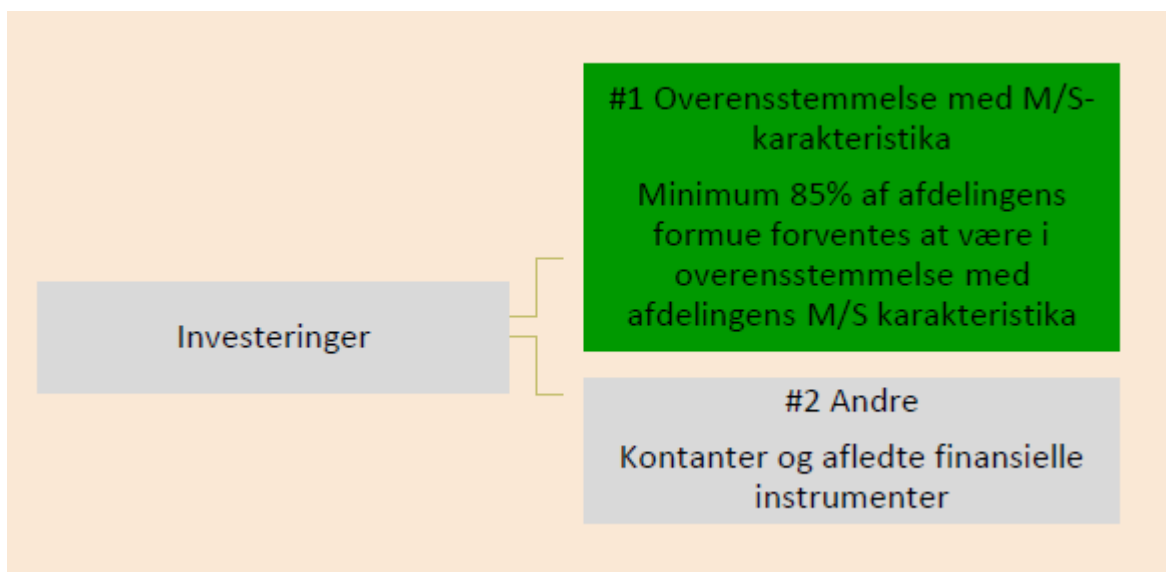 #1 Overensstemmelse med M/S-
karakteristika
Minimum 85% af afdelingens
formue forventes at være i
overensstemmelse med
afdelingens M/S karakteristika
Investeringer
#2 Andre
Kontanter og afledte finansielle
instrumenter